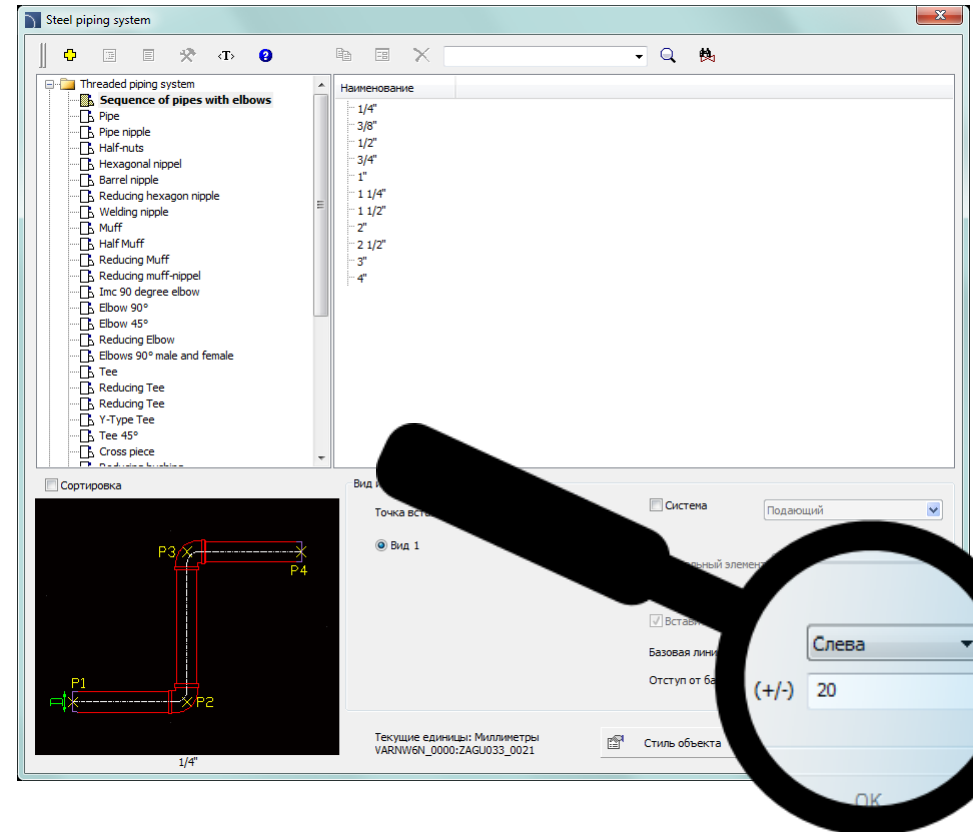 Steel piping system
‹T›
Threaded piping system
Sequence of pipes with elbows
Pipe
Pipe nipple
Half-nuts
Hexagonal nippel
Barrel nipple
Reducing hexagon nipple
Welding nipple
Muff
Half Muff
Reducing Muff
Reducing muff-nippel
Imc 90 degree elbow
Elbow 90°
Elbow 45°
Reducing Elbow
Elbows 90° male and female
Tee
Reducing Tee
Reducing Tee
Y-Type Tee
Tee 45°
Cross piece
Reducing bushing
Наименование
1/4"
3/8"
1/2"
3/4"
1"
1 1/4"
1 1/2"
2"
2 1/2"
3"
4"
Сортировка
P3
P4
P1
P2
D
1/4"
Вид
Точка
Вид 1
Система
Подающий
элемент
Базовая
Отступ от
Слева
(+/-) 20
Текущие единицы: Миллиметры
VARNW6N_0000:ZAGU033_0021
Стиль объекта
OK